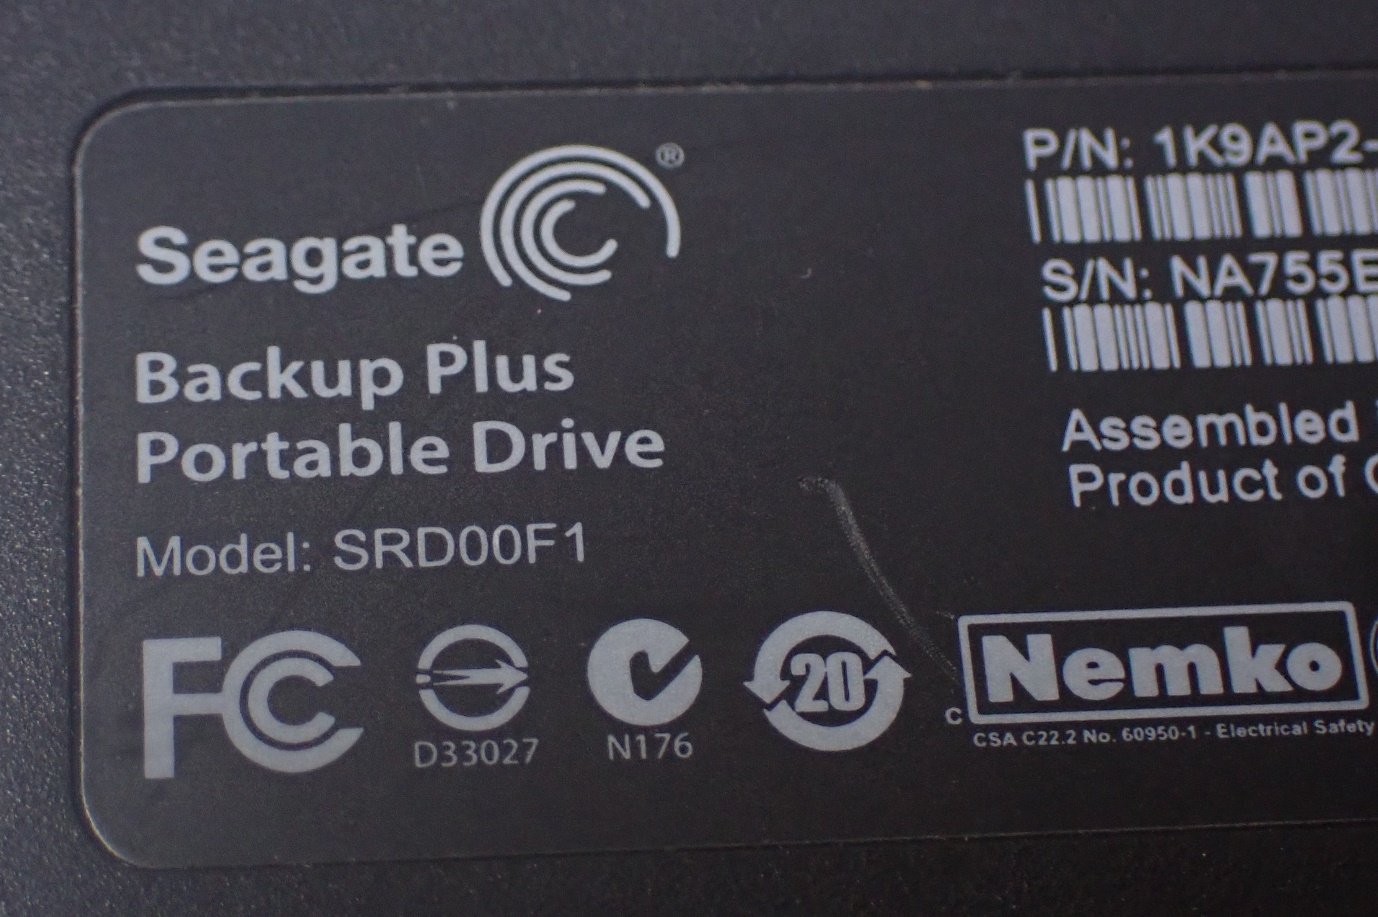 Seagate ®
Backup Plus
Portable Drive
Model: SRD00F1
FC
D33027
N176
20
c Nemko
CSA C22.2 No. 60950-1 - Electrical Safety
P/N: 1K9AP2-
S/N: NA755E
Assembled
Product of